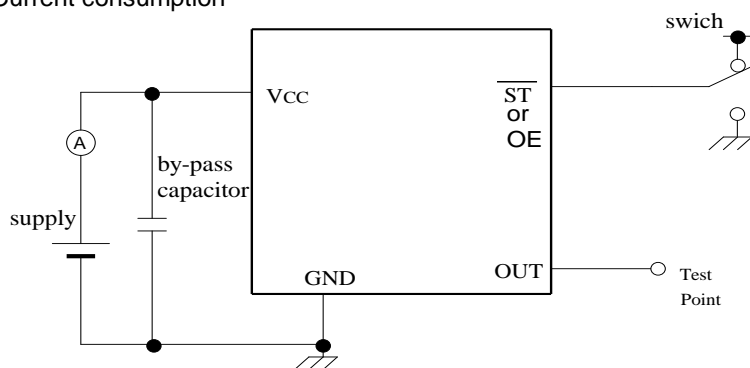 Current consumption
swich
VCC
ST
or
OE
A
by-pass
capacitor
supply
OUT
GND
Test
Point